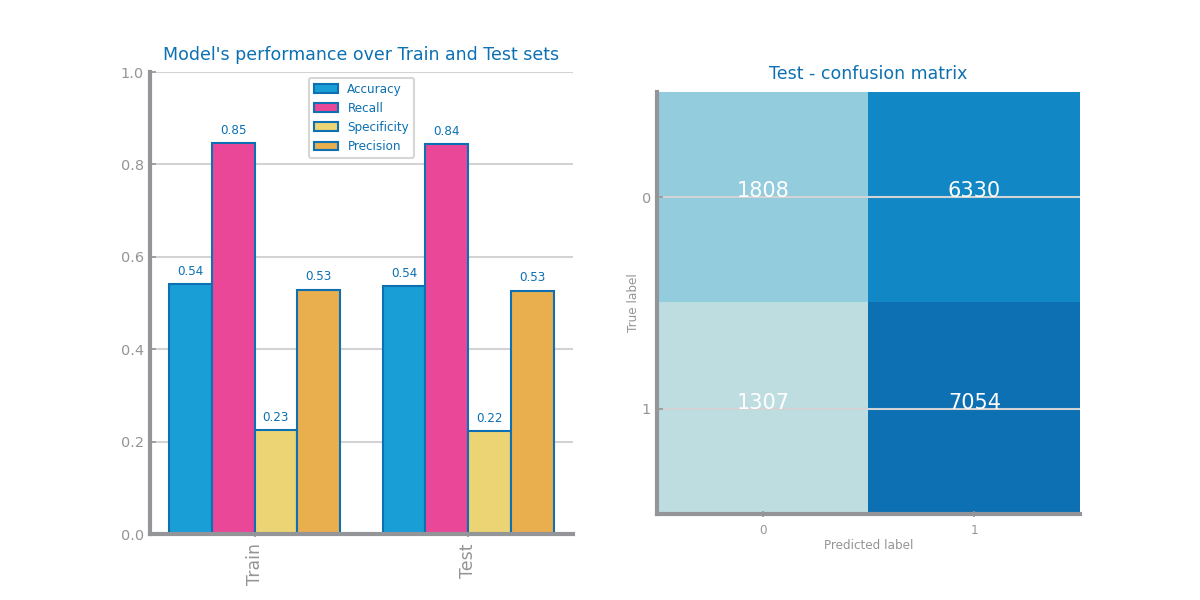 Model's performance over Train and Test sets
1.0
0.8
0.6
0.4
0.2
0.0
Accuracy
Recall
Specificity
Precision
0.54
0.85
0.23
0.53
0.54
0.84
0.22
0.53
Train
Test
Test - confusion matrix
True label
0
1
1808
6330
1307
7054
0
1
Predicted label